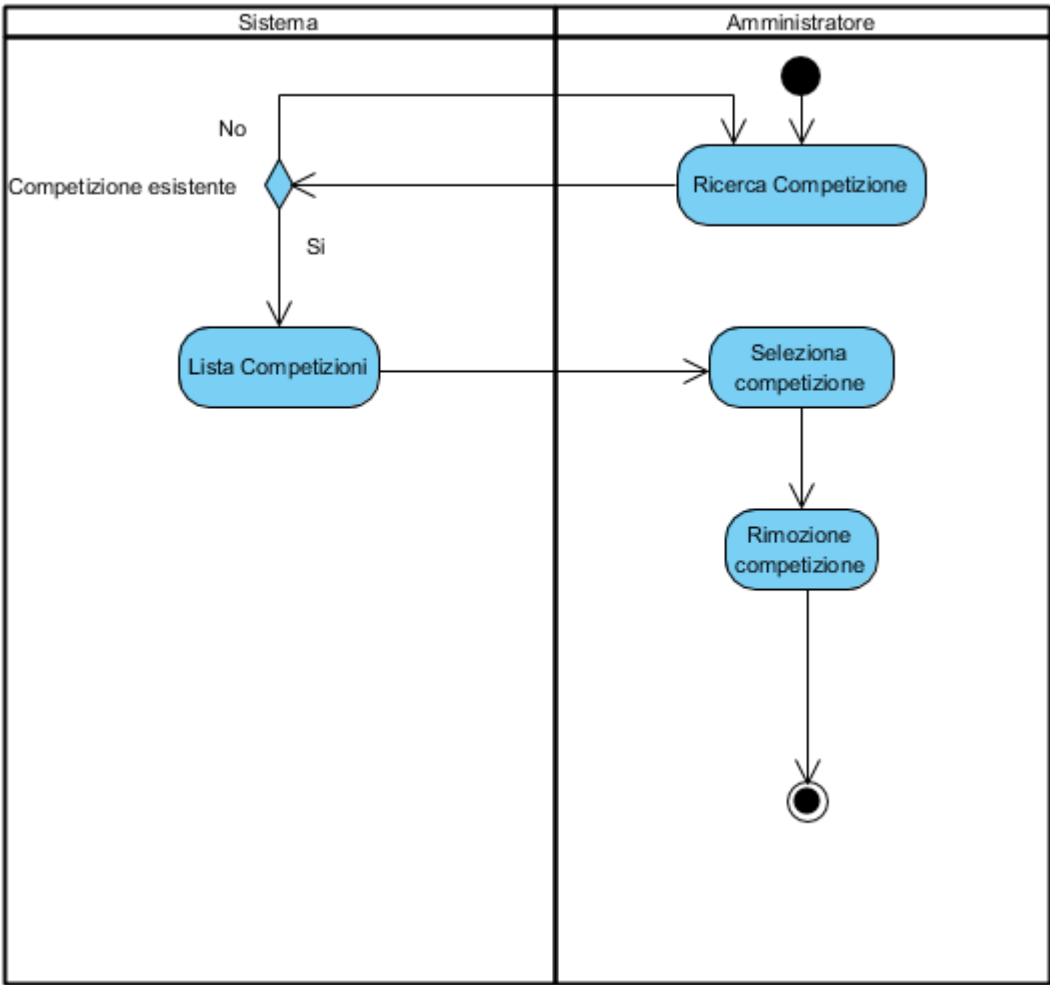 Sistema
Amministratore
No
Competizione esistente
Ricerca Competizione
Si
Lista Competizioni
Seleziona
competizione
Rimozione
competizione